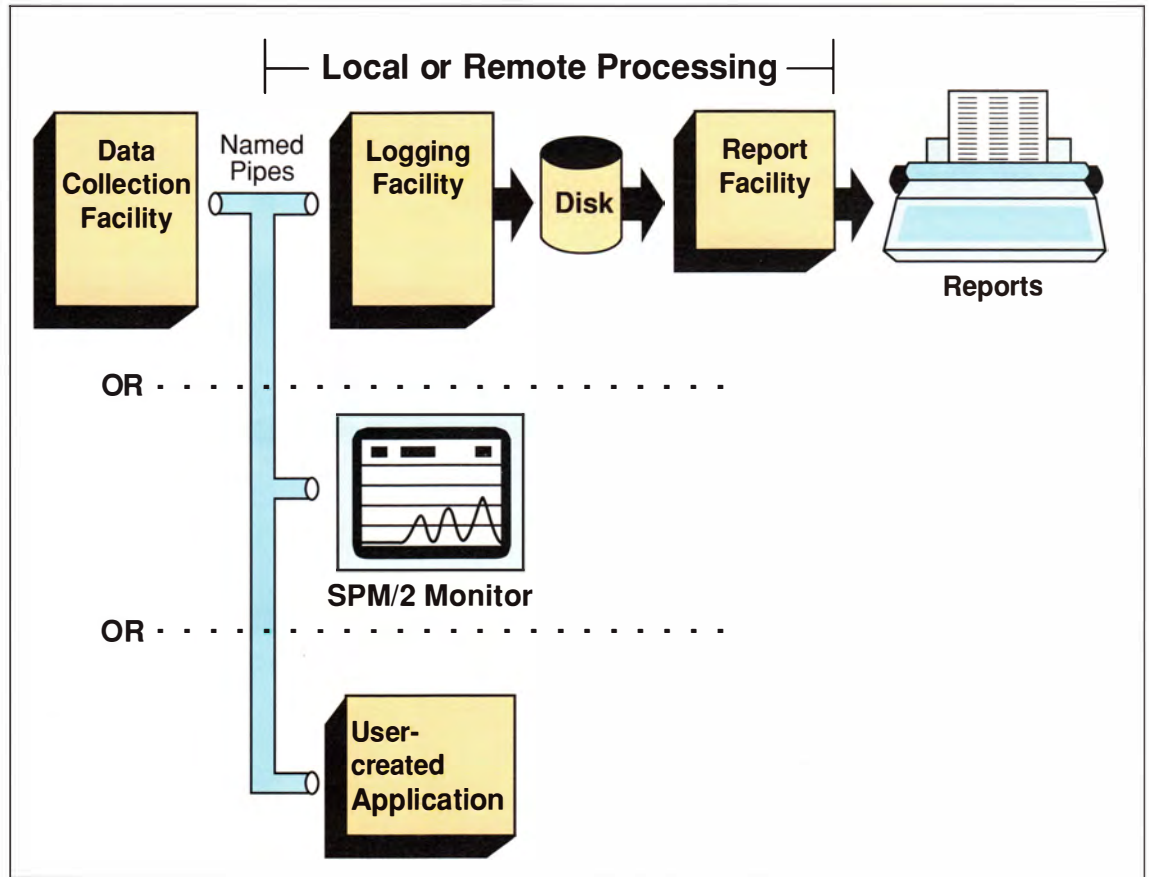 Local or Remote Processing
Data
Collection
Facility
Named
Pipes
Logging
Facility
Disk
Report
Facility
Reports
OR
SPM/2 Monitor
OR
User-
created
Application